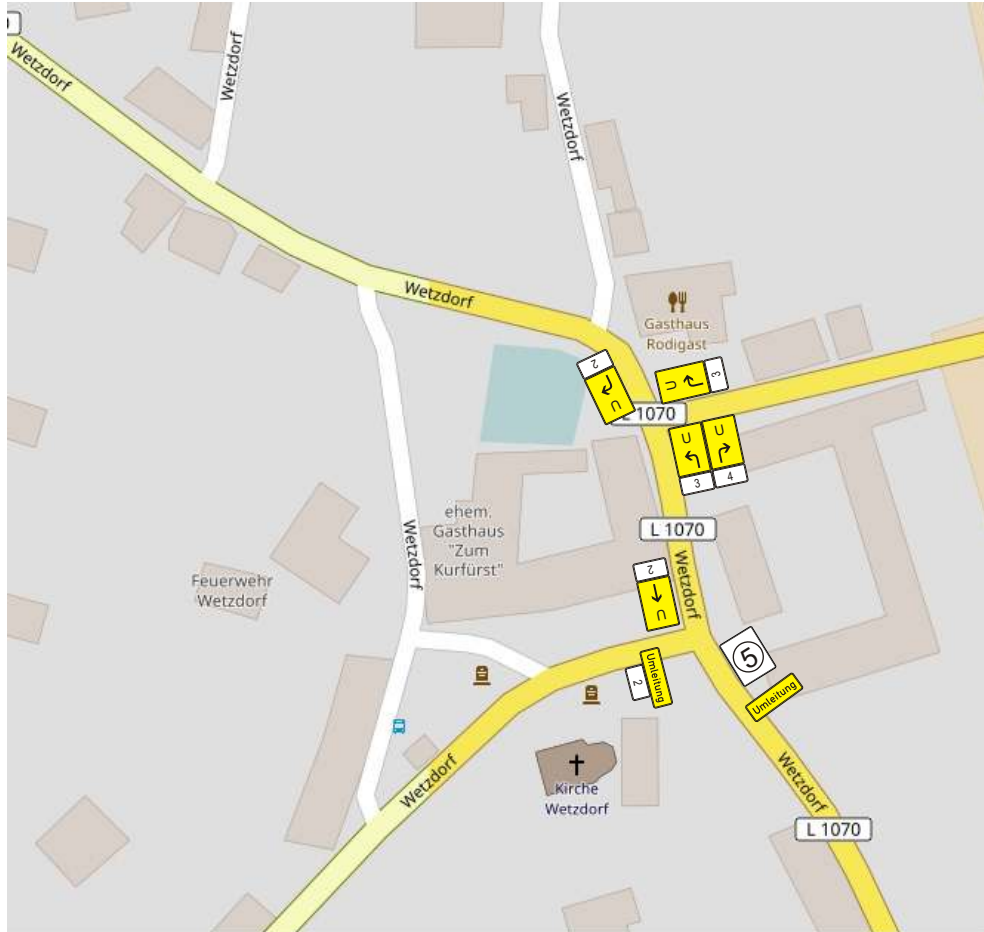 Wetzdorf
Wetzdorf
Wetzdorf
Wetzdorf
Gasthaus
Rodigast
2
U
U
3
L 1070
U
U
3
4
ehem.
Gasthaus
"Zum
Kurfürst"
L 1070
Wetzdorf
Wetzdorf
Feuerwehr
Wetzdorf
2
U
5
2
Umleitung
Umleitung
Wetzdorf
Wetzdorf
Kirche
Wetzdorf
L 1070